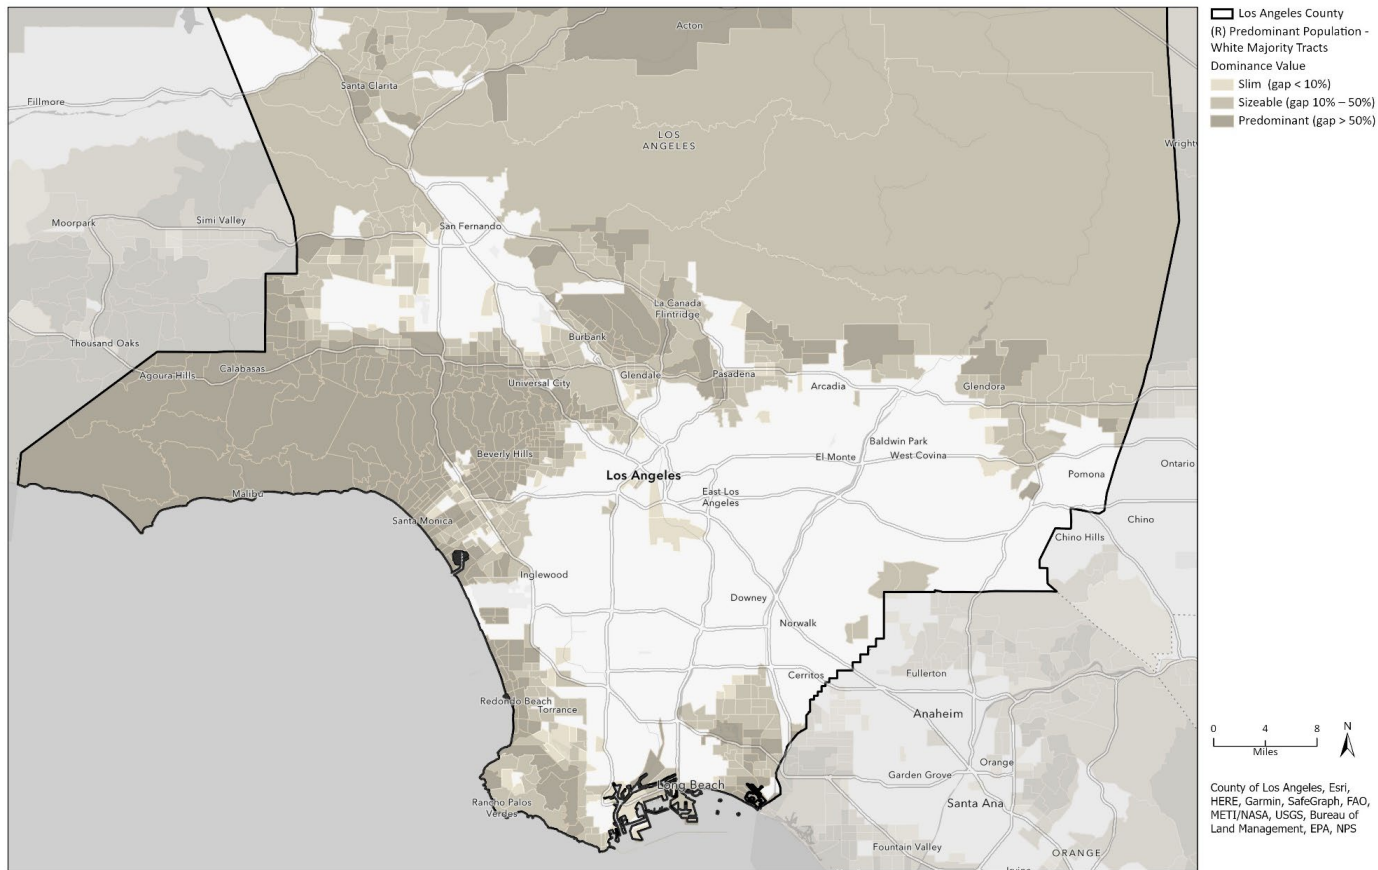 Acton
Santa Clarita
Fillmore
LOS
ANGELES
Moorpark
Simi Valley
San Fernando
La Canada
Flintridge
Burbank
Thousand Oaks
Agoura Hills
Calabasas
Universal City
Glendale
Pasadena
Arcadia
Glendora
Beverly Hills
Baldwin Park
El Monte
West Covina
Los Angeles
Pomona
Ontario
Malibu
East Los
Angeles
Santa Monica
Chino
Chino Hills
Inglewood
Downey
Norwalk
Cerritos
Fullerton
Redondo Beach
Torrance
Anaheim
Orange
Garden Grove
Long Beach
Santa Ana
Rancho Palos
Verdes
Fountain Valley
ORANGE
Los Angeles County
(R) Predominant Population -
White Majority Tracts
Dominance Value
Slim (gap < 10%)
Sizeable (gap 10% – 50%)
Predominant (gap > 50%)
0 4 8
Miles
N
County of Los Angeles, Esri,
HERE, Garmin, SafeGraph, FAO,
METI/NASA, USGS, Bureau of
Land Management, EPA, NPS